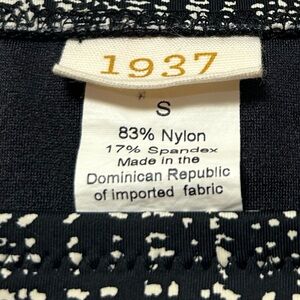 1937
S
83% Nylon
17% Spandex
Made in the
Dominican Republic
of imported fabric